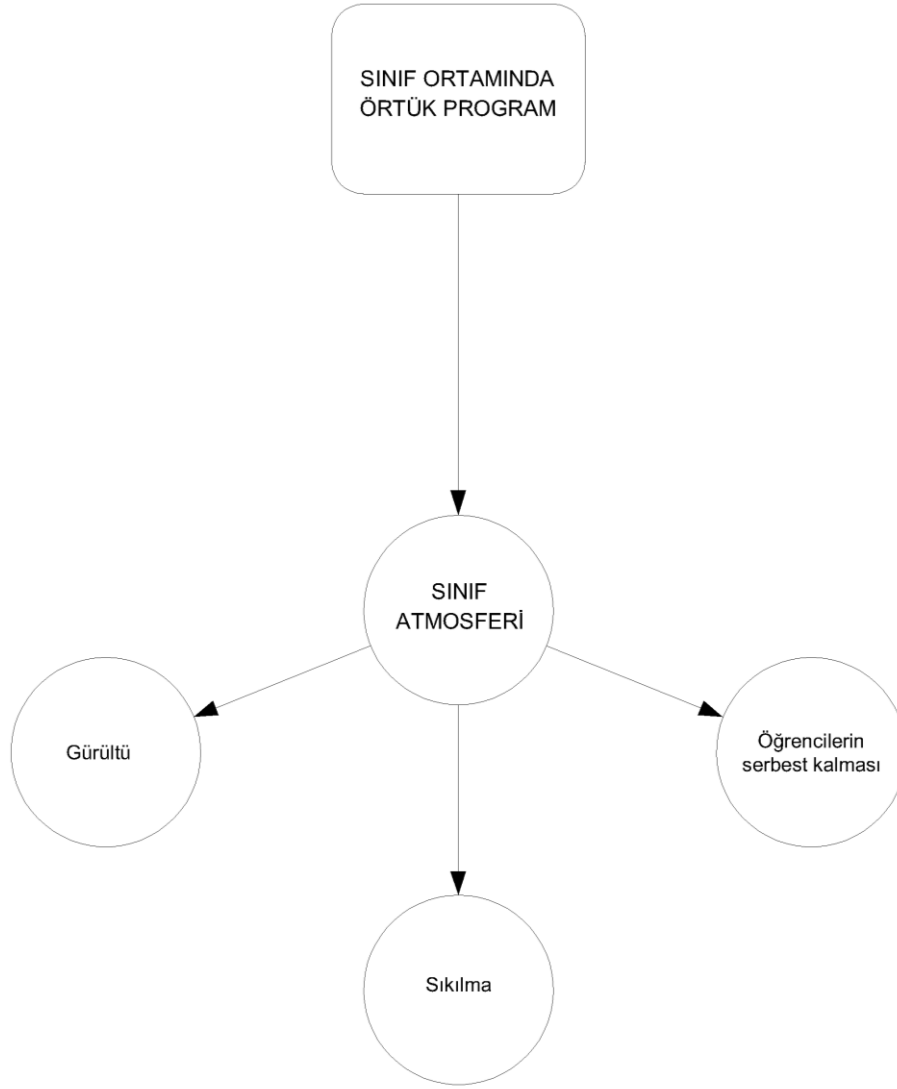 SINIF ORTAMINDA
ÖRTÜK PROGRAM
SINIF
ATMOSFERİ
Gürültü
Öğrencilerin
serbest kalması
Sıkılma